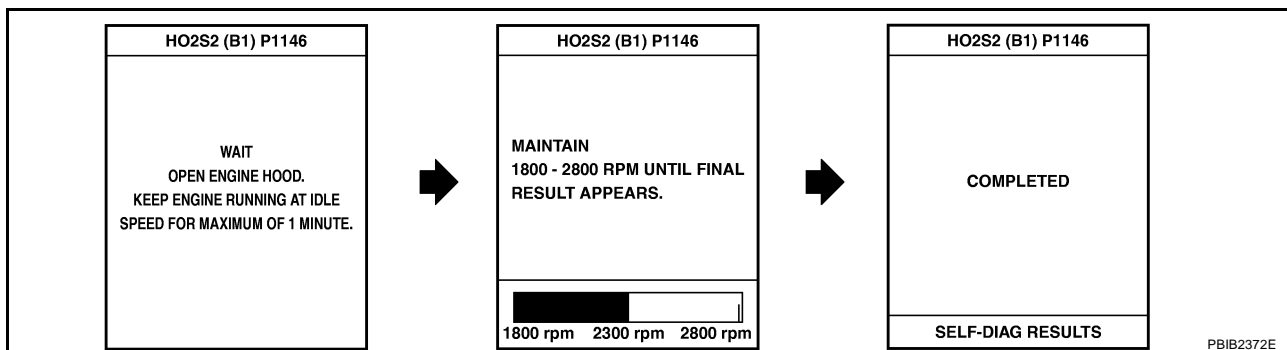 HO2S2 (B1) P1146
WAIT
OPEN ENGINE HOOD.
KEEP ENGINE RUNNING AT IDLE
SPEED FOR MAXIMUM OF 1 MINUTE.
HO2S2 (B1) P1146
MAINTAIN
1800 - 2800 RPM UNTIL FINAL
RESULT APPEARS.
1800 rpm 2300 rpm 2800 rpm
HO2S2 (B1) P1146
COMPLETED
SELF-DIAG RESULTS
PBIB2372E